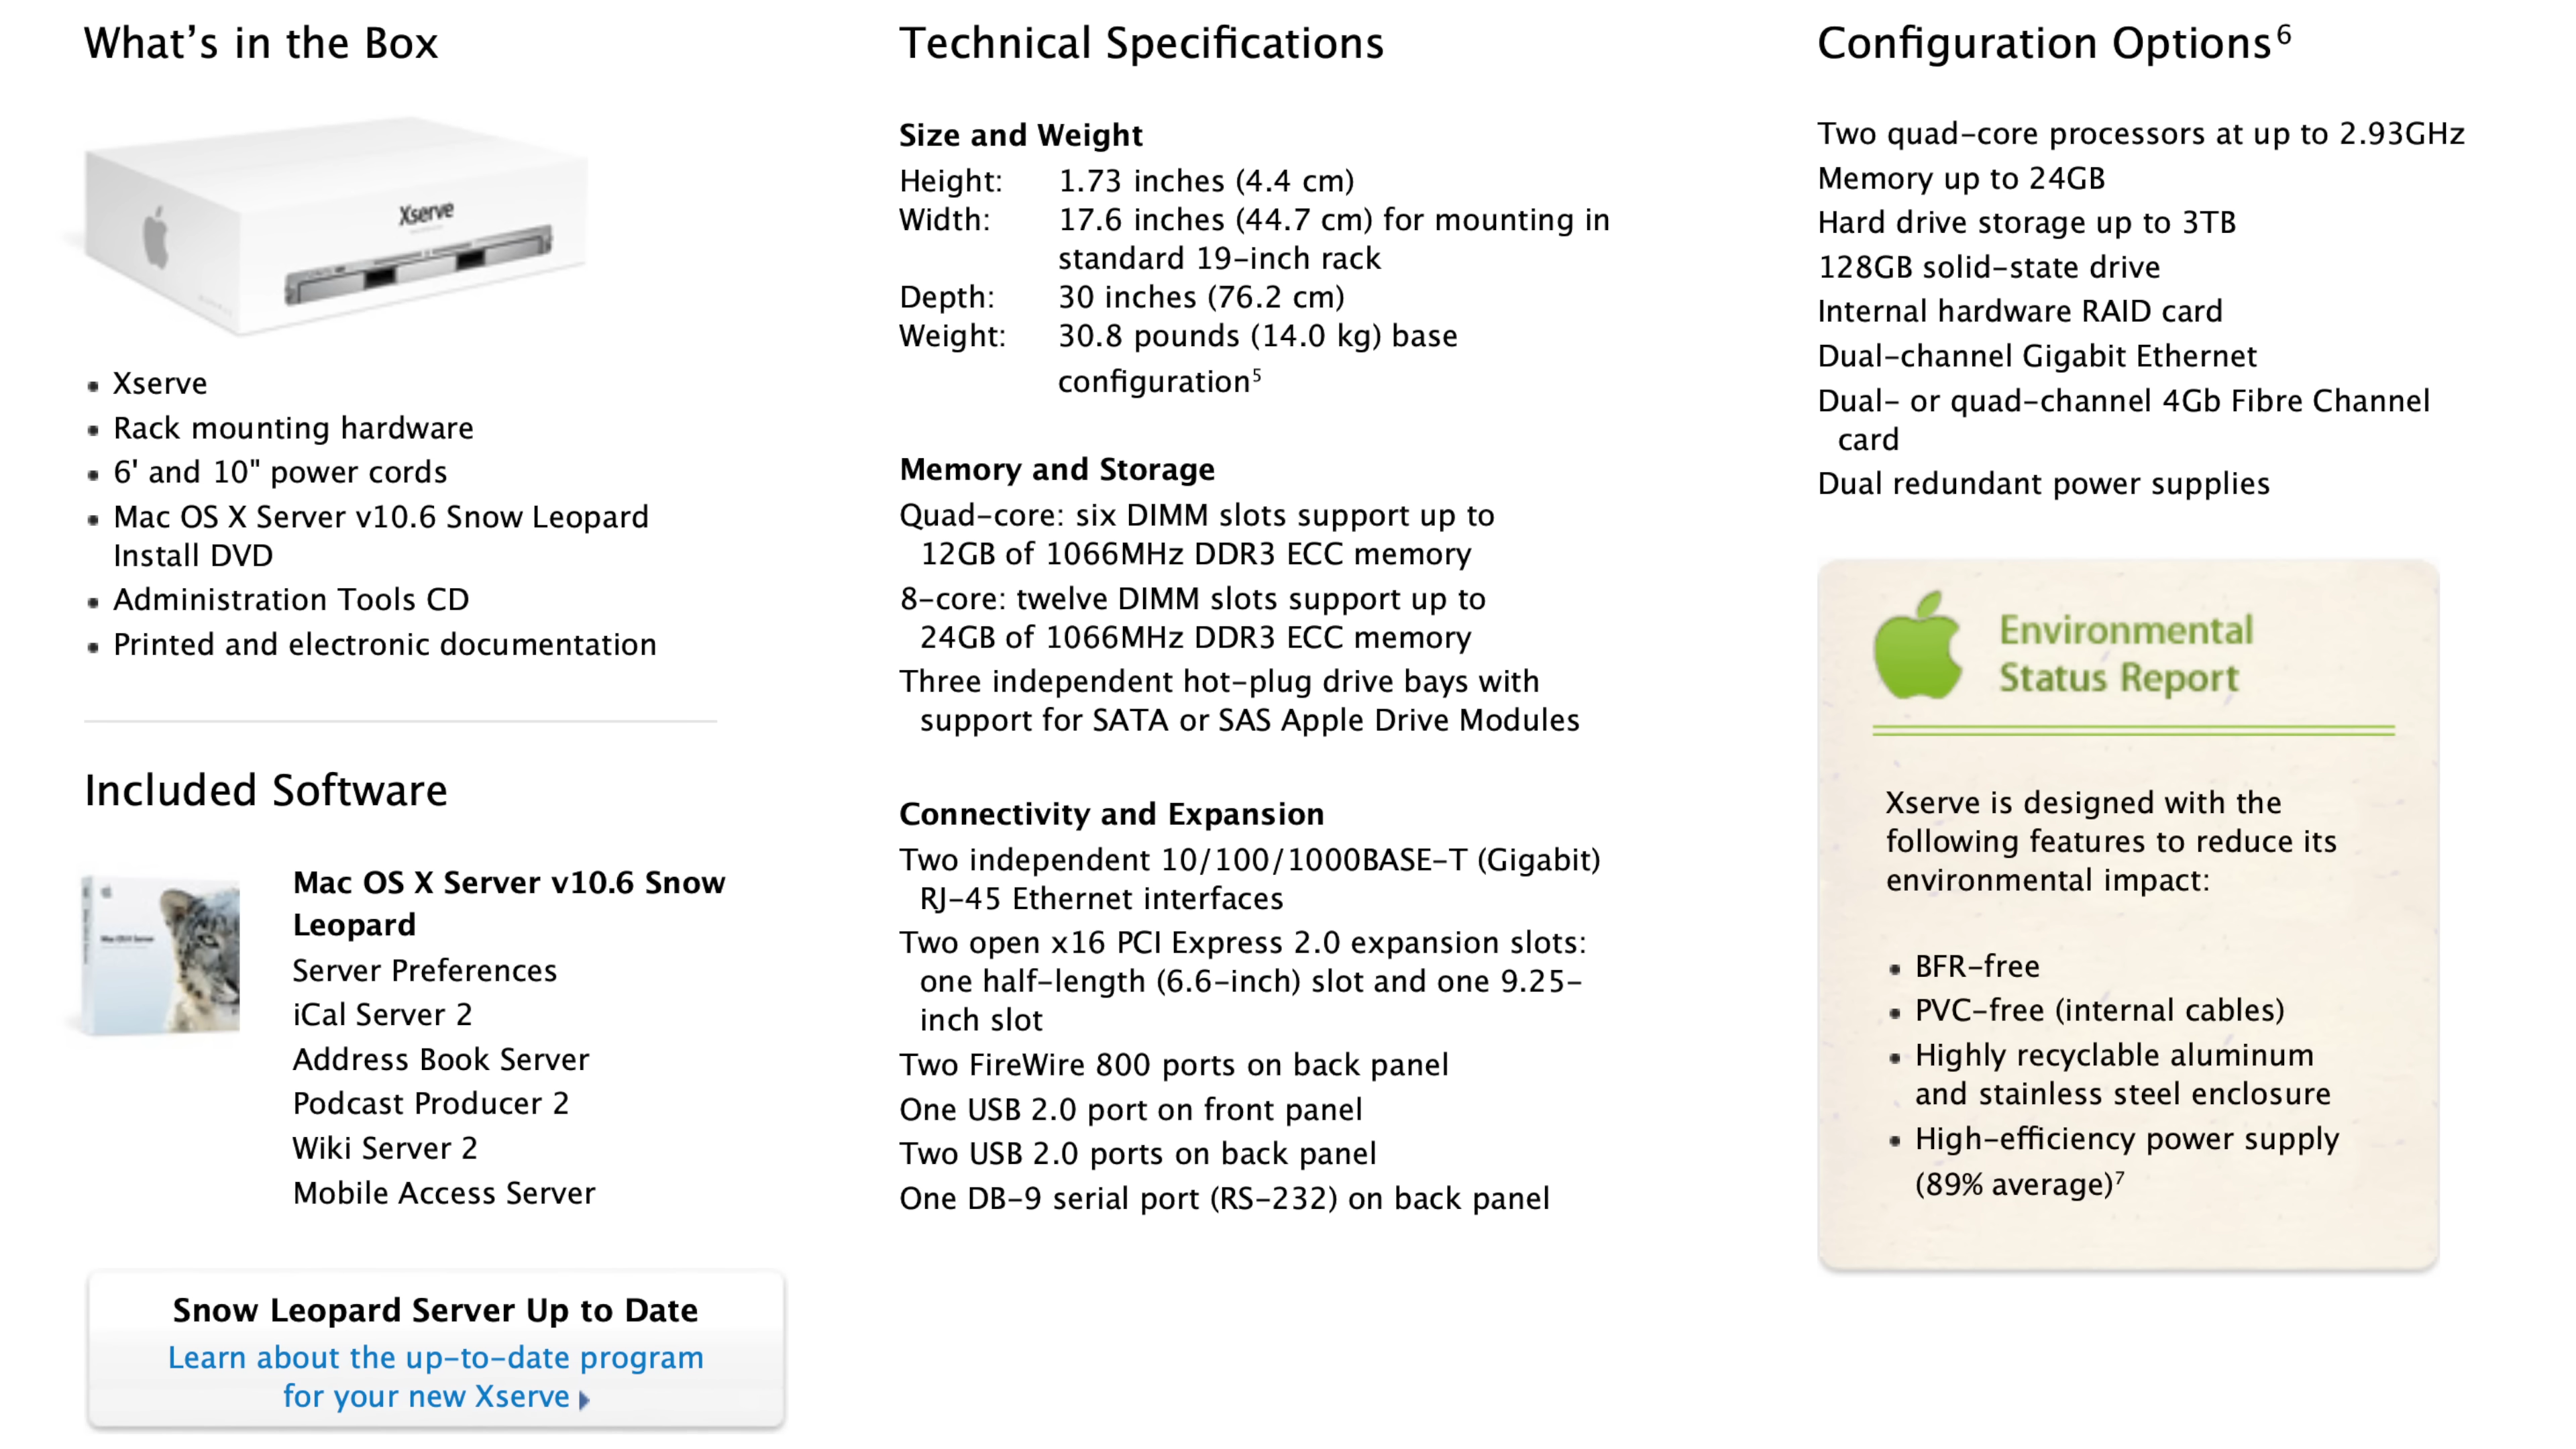 What's in the Box
Xserve
• Xserve
• Rack mounting hardware
• 6' and 10" power cords
• Mac OS X Server v10.6 Snow Leopard
Install DVD
• Administration Tools CD
• Printed and electronic documentation
Included Software
Mac OS X Server
Mac OS X Server v10.6 Snow
Leopard
Server Preferences
iCal Server 2
Address Book Server
Podcast Producer 2
Wiki Server 2
Mobile Access Server
Snow Leopard Server Up to Date
Learn about the up-to-date program
for your new Xserve
Technical Specifications
Size and Weight
Height: 1.73 inches (4.4 cm)
Width: 17.6 inches (44.7 cm) for mounting in
standard 19-inch rack
Depth: 30 inches (76.2 cm)
Weight: 30.8 pounds (14.0 kg) base
configuration⁵
Memory and Storage
Quad-core: six DIMM slots support up to
12GB of 1066MHz DDR3 ECC memory
8-core: twelve DIMM slots support up to
24GB of 1066MHz DDR3 ECC memory
Three independent hot-plug drive bays with
support for SATA or SAS Apple Drive Modules
Connectivity and Expansion
Two independent 10/100/1000BASE-T (Gigabit)
RJ-45 Ethernet interfaces
Two open x16 PCI Express 2.0 expansion slots:
one half-length (6.6-inch) slot and one 9.25-
inch slot
Two FireWire 800 ports on back panel
One USB 2.0 port on front panel
Two USB 2.0 ports on back panel
One DB-9 serial port (RS-232) on back panel
Configuration Options⁶
Two quad-core processors at up to 2.93GHz
Memory up to 24GB
Hard drive storage up to 3TB
128GB solid-state drive
Internal hardware RAID card
Dual-channel Gigabit Ethernet
Dual- or quad-channel 4Gb Fibre Channel
card
Dual redundant power supplies
Environmental
Status Report
Xserve is designed with the
following features to reduce its
environmental impact:
• BFR-free
• PVC-free (internal cables)
• Highly recyclable aluminum
and stainless steel enclosure
• High-efficiency power supply
(89% average)⁷